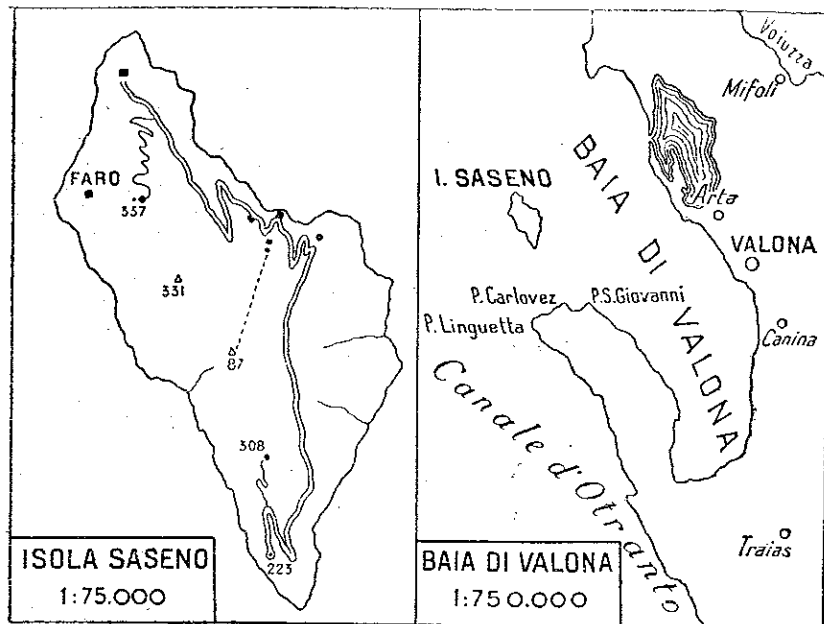 FARO
337
331
87
308
223
ISOLA SASENO
1:75.000
Voiuzza
Mifoli
I. SASENO
BAIA DI VALONA
Arta
VALONA
P. Carlovez
P.S. Giovanni
P. Linguetta
Canina
Canale d'Otranto
Traias
BAIA DI VALONA
1:750.000